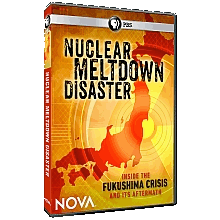 PBS
NUCLEAR
MELTDOWN
DISASTER
INSIDE THE
FUKUSHIMA CRISIS
AND ITS AFTERMATH
NOVA
NUCLEAR MELTDOWN DISASTER